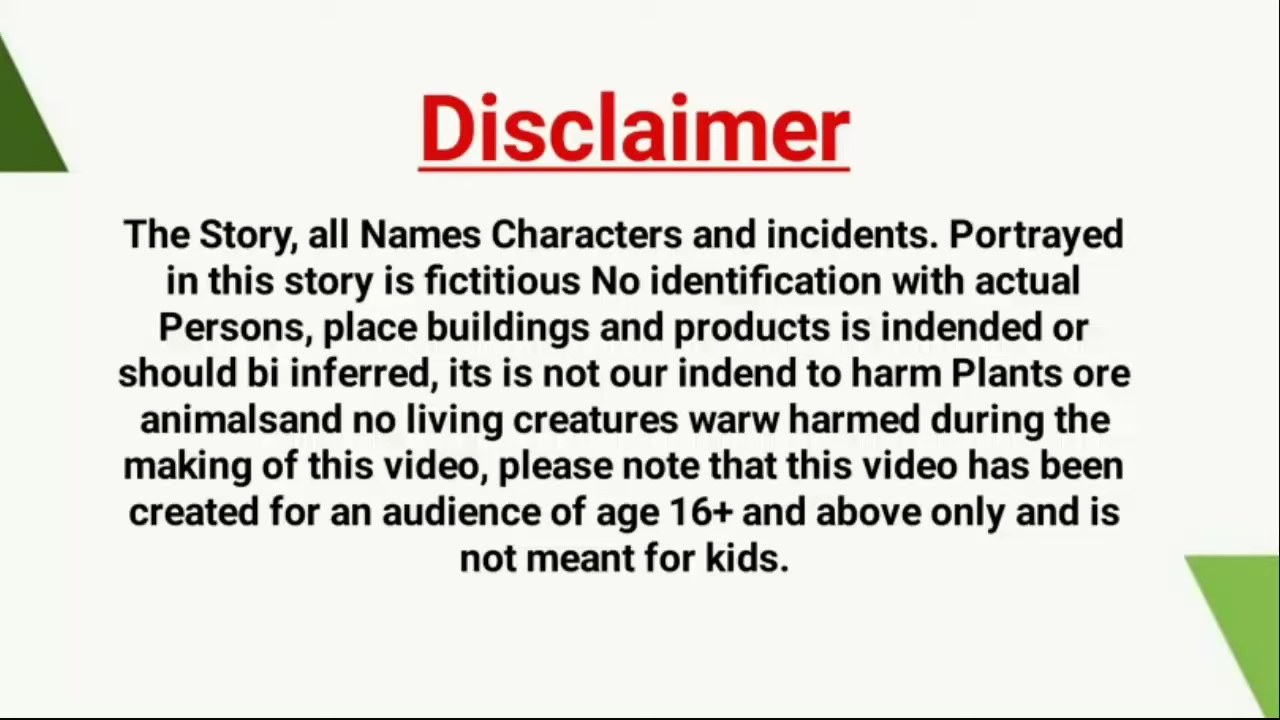 Disclaimer
The Story, all Names Characters and incidents. Portrayed
in this story is fictitious No identification with actual
Persons, place buildings and products is indended or
should bi inferred, its is not our indend to harm Plants ore
animalsand no living creatures warw harmed during the
making of this video, please note that this video has been
created for an audience of age 16+ and above only and is
not meant for kids.